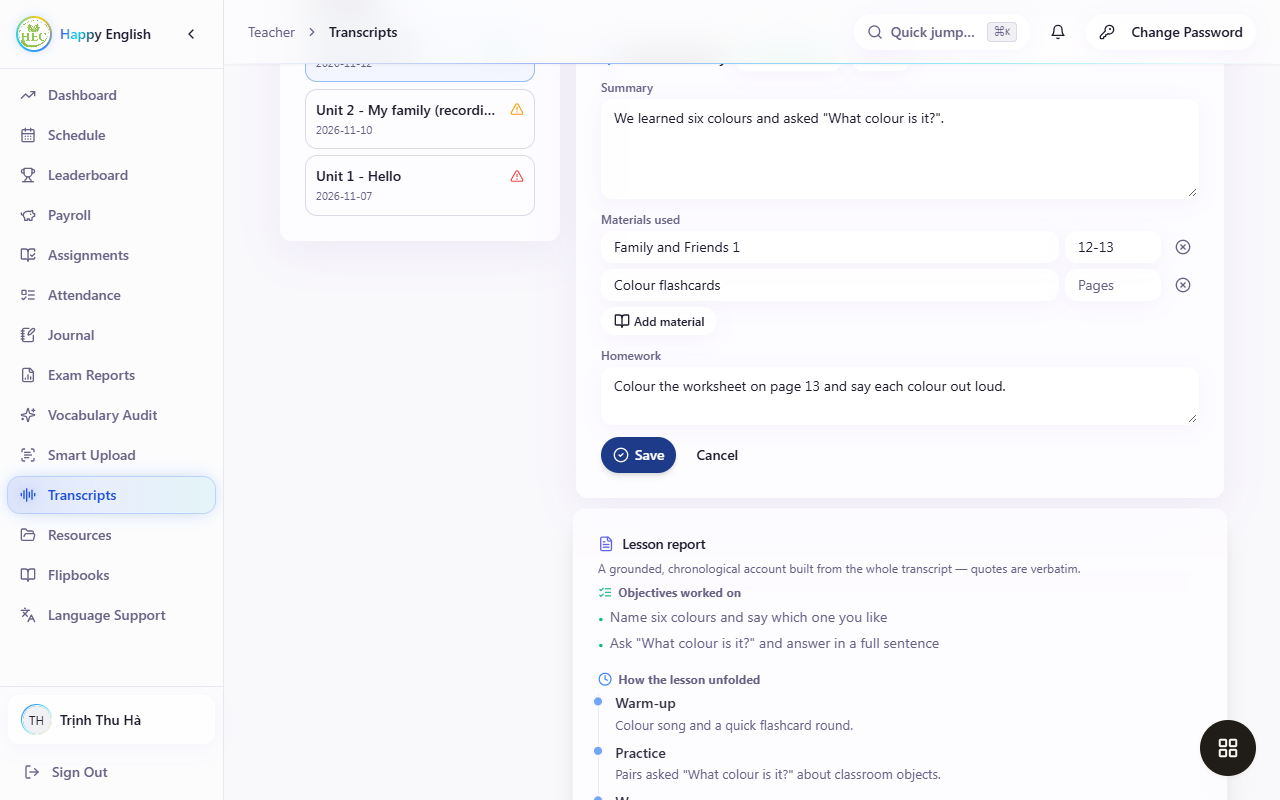 HEC
Happy English
Dashboard
Schedule
Leaderboard
Payroll
Assignments
Attendance
Journal
Exam Reports
Vocabulary Audit
Smart Upload
Transcripts
Resources
Flipbooks
Language Support
TH
Trịnh Thu Hà
Sign Out
Teacher
Transcripts
Quick jump...
⌘K
Change Password
Unit 2 - My family (recordi...
2026-11-10
Unit 1 - Hello
2026-11-07
Summary
We learned six colours and asked "What colour is it?".
Materials used
Family and Friends 1
12-13
Colour flashcards
Pages
Add material
Homework
Colour the worksheet on page 13 and say each colour out loud.
Save
Cancel
Lesson report
A grounded, chronological account built from the whole transcript — quotes are verbatim.
Objectives worked on
• Name six colours and say which one you like
• Ask "What colour is it?" and answer in a full sentence
How the lesson unfolded
Warm-up
Colour song and a quick flashcard round.
Practice
Pairs asked "What colour is it?" about classroom objects.